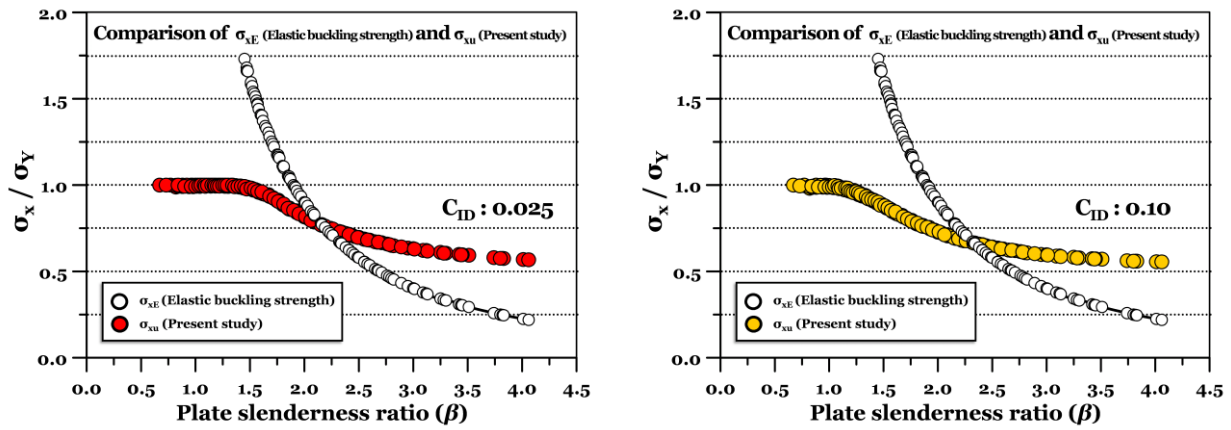 Comparison of σxE (Elastic buckling strength) and σxu (Present study)
2.0
1.5
1.0
0.5
0.0
σx / σY
CID : 0.025
σxE (Elastic buckling strength)
σxu (Present study)
0.0 0.5 1.0 1.5 2.0 2.5 3.0 3.5 4.0 4.5
Plate slenderness ratio (β)
Comparison of σxE (Elastic buckling strength) and σxu (Present study)
2.0
1.5
1.0
0.5
0.0
σx / σY
CID : 0.10
σxE (Elastic buckling strength)
σxu (Present study)
0.0 0.5 1.0 1.5 2.0 2.5 3.0 3.5 4.0 4.5
Plate slenderness ratio (β)